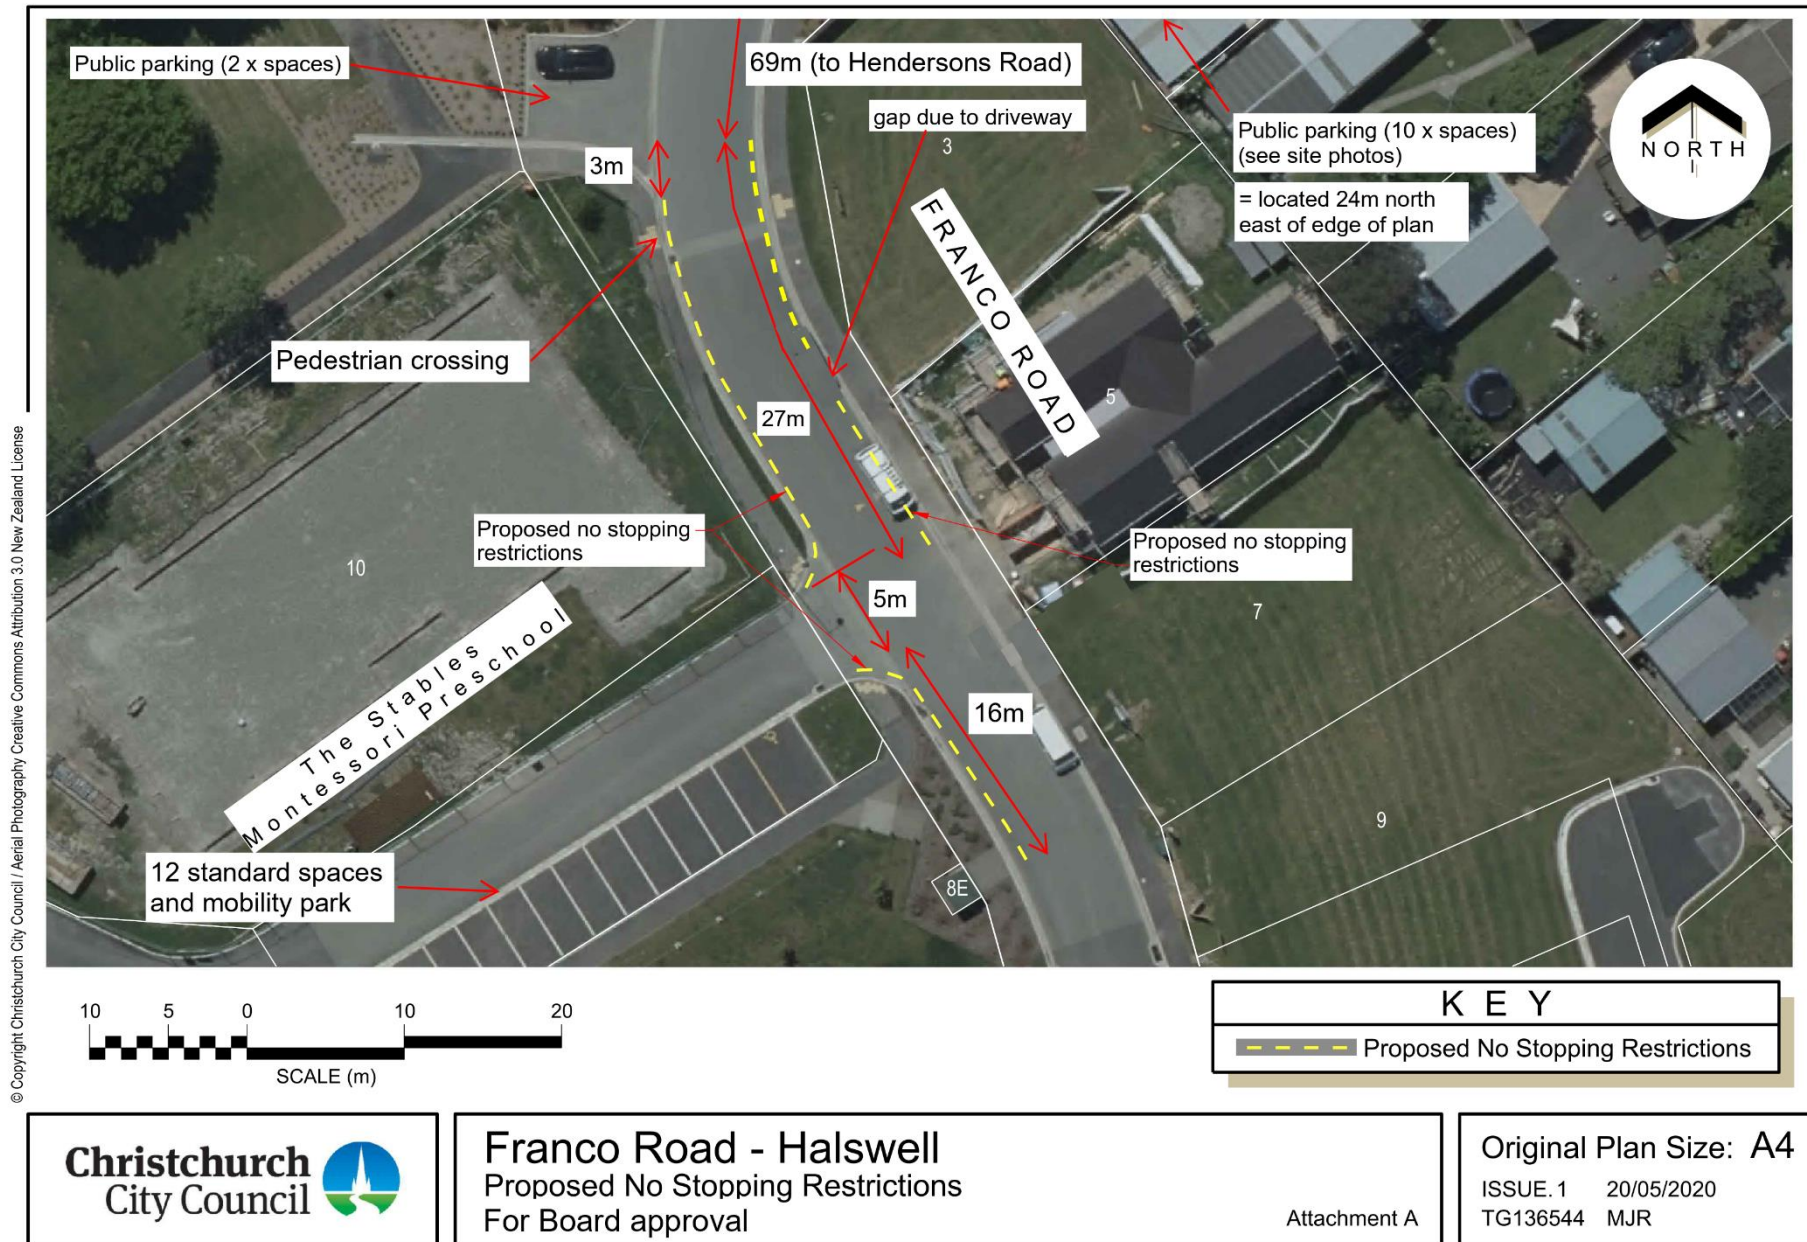 Public parking (2 x spaces)
69m (to Hendersons Road)
gap due to driveway
3
Public parking (10 x spaces)
(see site photos)
= located 24m north
east of edge of plan
NORTH
3m
FRANCO ROAD
Pedestrian crossing
5
27m
Proposed no stopping
restrictions
Proposed no stopping
restrictions
10
5m
7
The Stables
Montessori Preschool
16m
9
12 standard spaces
and mobility park
8E
© Copyright Christchurch City Council / Aerial Photography Creative Commons Attribution 3.0 New Zealand License
10 5 0 10 20
SCALE (m)
KEY
Proposed No Stopping Restrictions
Christchurch
City Council
Franco Road - Halswell
Proposed No Stopping Restrictions
For Board approval
Attachment A
Original Plan Size: A4
ISSUE.1 20/05/2020
TG136544 MJR